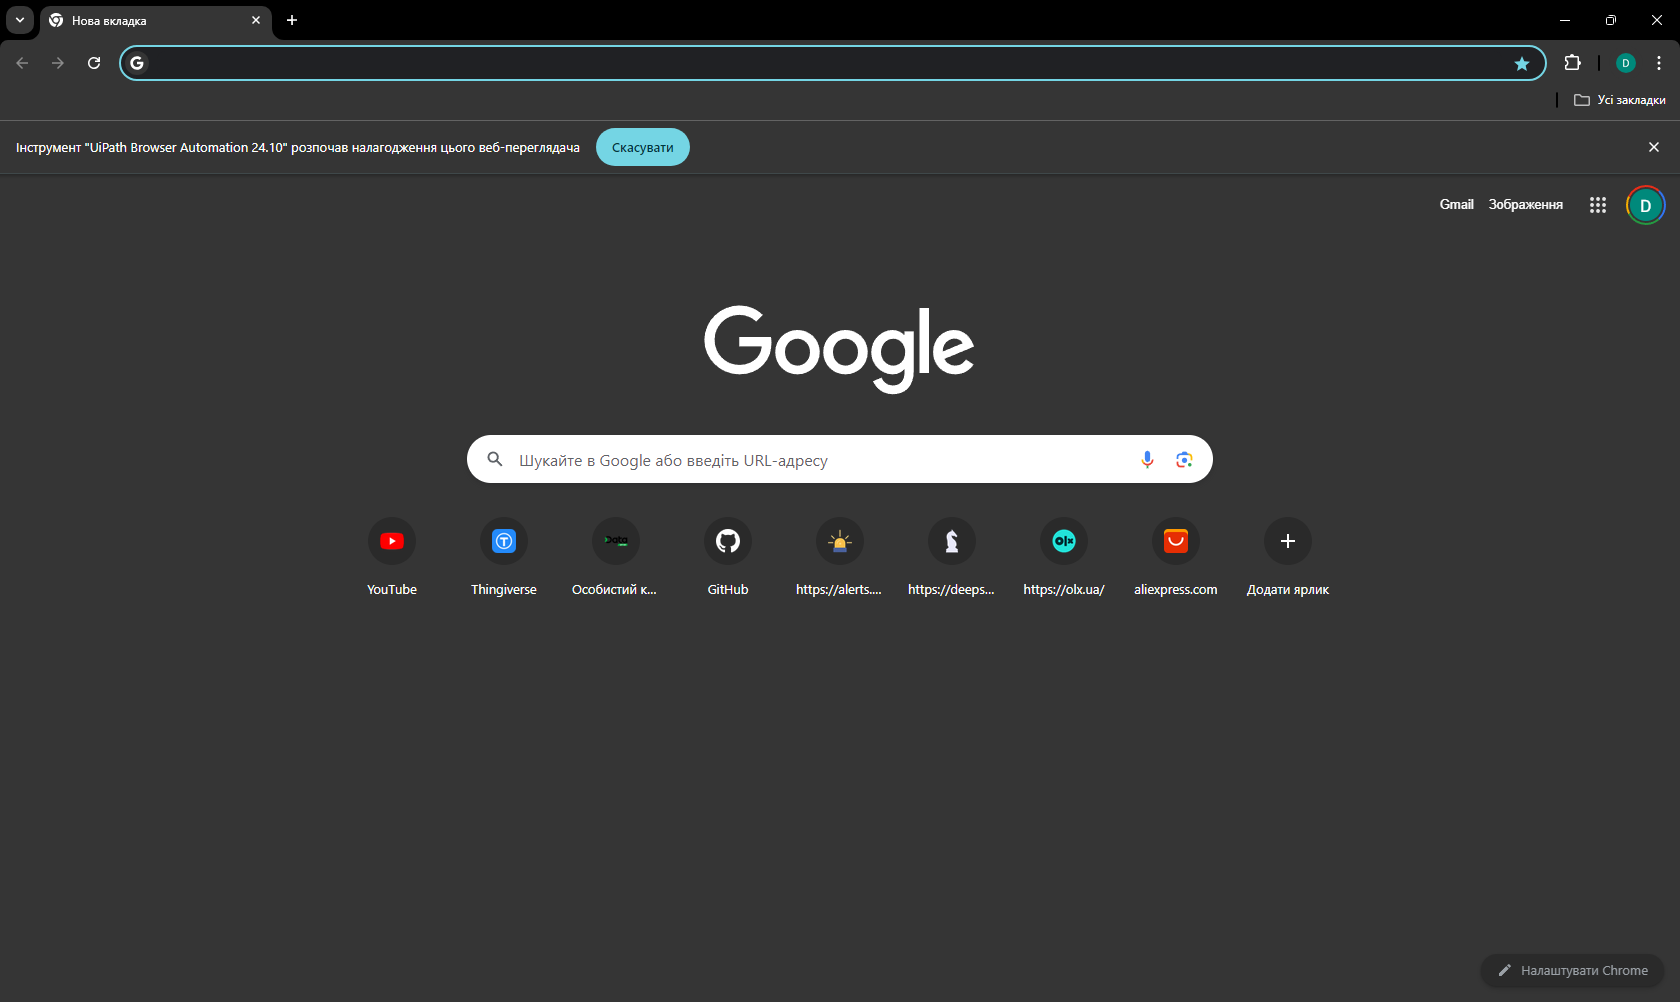 Нова вкладка
G
D
Усі закладки
Інструмент "UiPath Browser Automation 24.10" розпочав налагодження цього веб-переглядача
Скасувати
Gmail Зображення
D
Google
Шукайте в Google або введіть URL-адресу
T
Data
olx
YouTube Thingiverse Особистий к... GitHub https://alerts.... https://deeps... https://olx.ua/ aliexpress.com Додати ярлик
Налаштувати Chrome